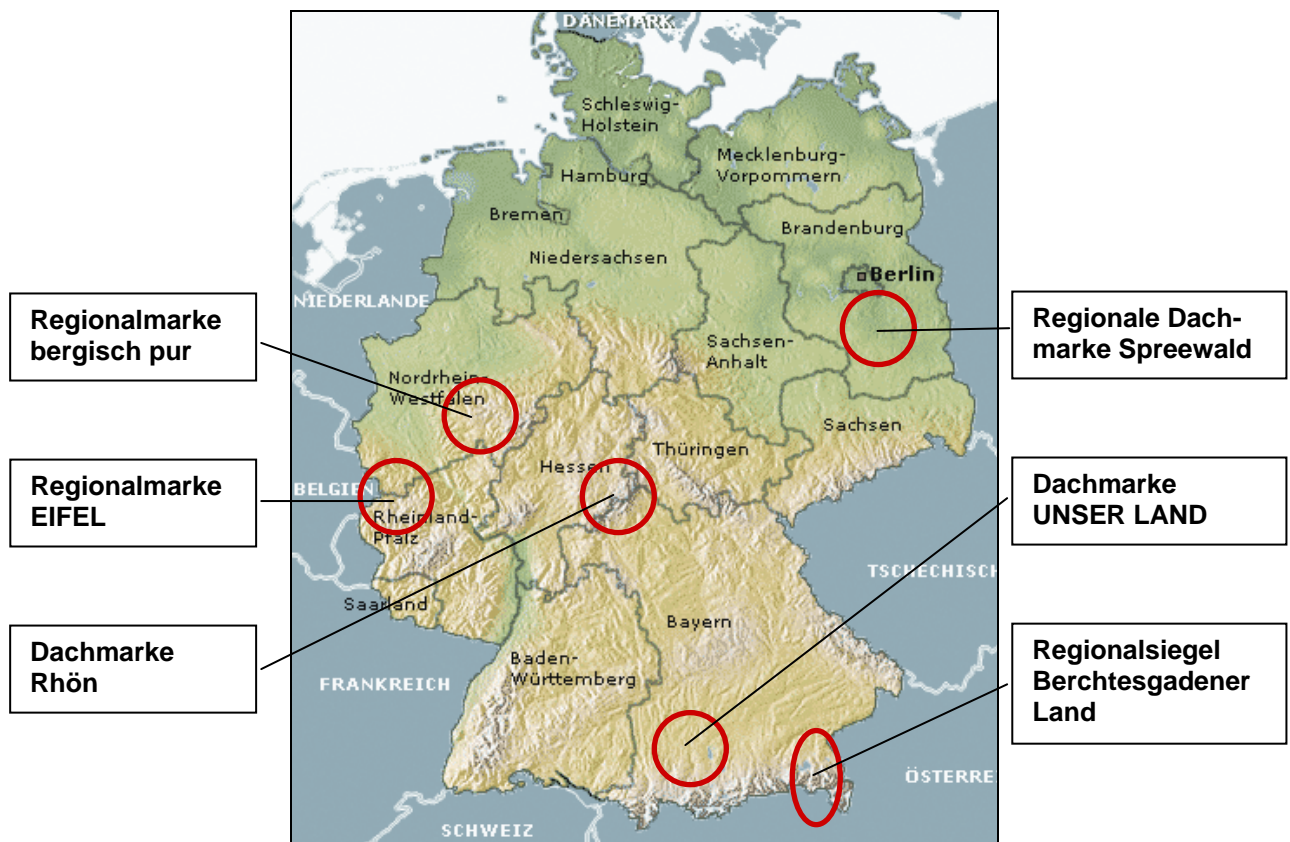 DÄNEMARK
Schleswig-
Holstein
Mecklenburg-
Vorpommern
Hamburg
Bremen
Brandenburg
Niedersachsen
Berlin
NIEDERLANDE
Regionalmarke
bergisch pur
Regionale Dach-
marke Spreewald
Sachsen-
Anhalt
Nordrhein-
Westfalen
Sachsen
Thüringen
Hessen
Regionalmarke
EIFEL
BELGIEN
Rheinland-
Pfalz
Dachmarke
UNSER LAND
TSCHECHISCH
Saarland
Bayern
Dachmarke
Rhön
Baden-
Württemberg
FRANKREICH
Regionalsiegel
Berchtesgadener
Land
ÖSTERRE
SCHWEIZ